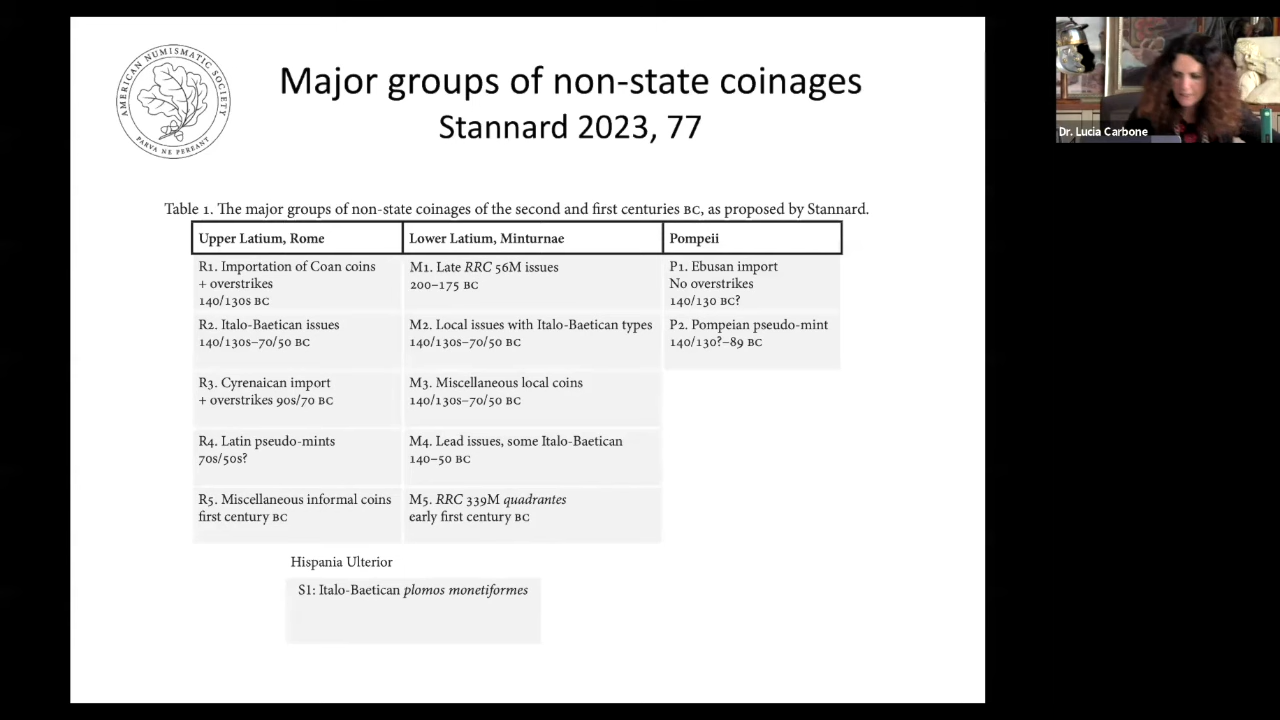 AMERICAN NUMISMATIC SOCIETY
PARVA NE PEREANT
Major groups of non-state coinages
Stannard 2023, 77
Dr. Lucia Carbone
Table 1. The major groups of non-state coinages of the second and first centuries BC, as proposed by Stannard.
Upper Latium, Rome
R1. Importation of Coan coins
+ overstrikes
140/130s BC
R2. Italo-Baetican issues
140/130s–70/50 BC
R3. Cyrenaican import
+ overstrikes 90s/70 BC
R4. Latin pseudo-mints
70s/50s?
R5. Miscellaneous informal coins
first century BC
Lower Latium, Minturnae
M1. Late RRC 56M issues
200–175 BC
M2. Local issues with Italo-Baetican types
140/130s–70/50 BC
M3. Miscellaneous local coins
140/130s–70/50 BC
M4. Lead issues, some Italo-Baetican
140–50 BC
M5. RRC 339M quadrantes
early first century BC
Pompeii
P1. Ebusan import
No overstrikes
140/130 BC?
P2. Pompeian pseudo-mint
140/130?–89 BC
Hispania Ulterior
S1: Italo-Baetican plomos monetiformes